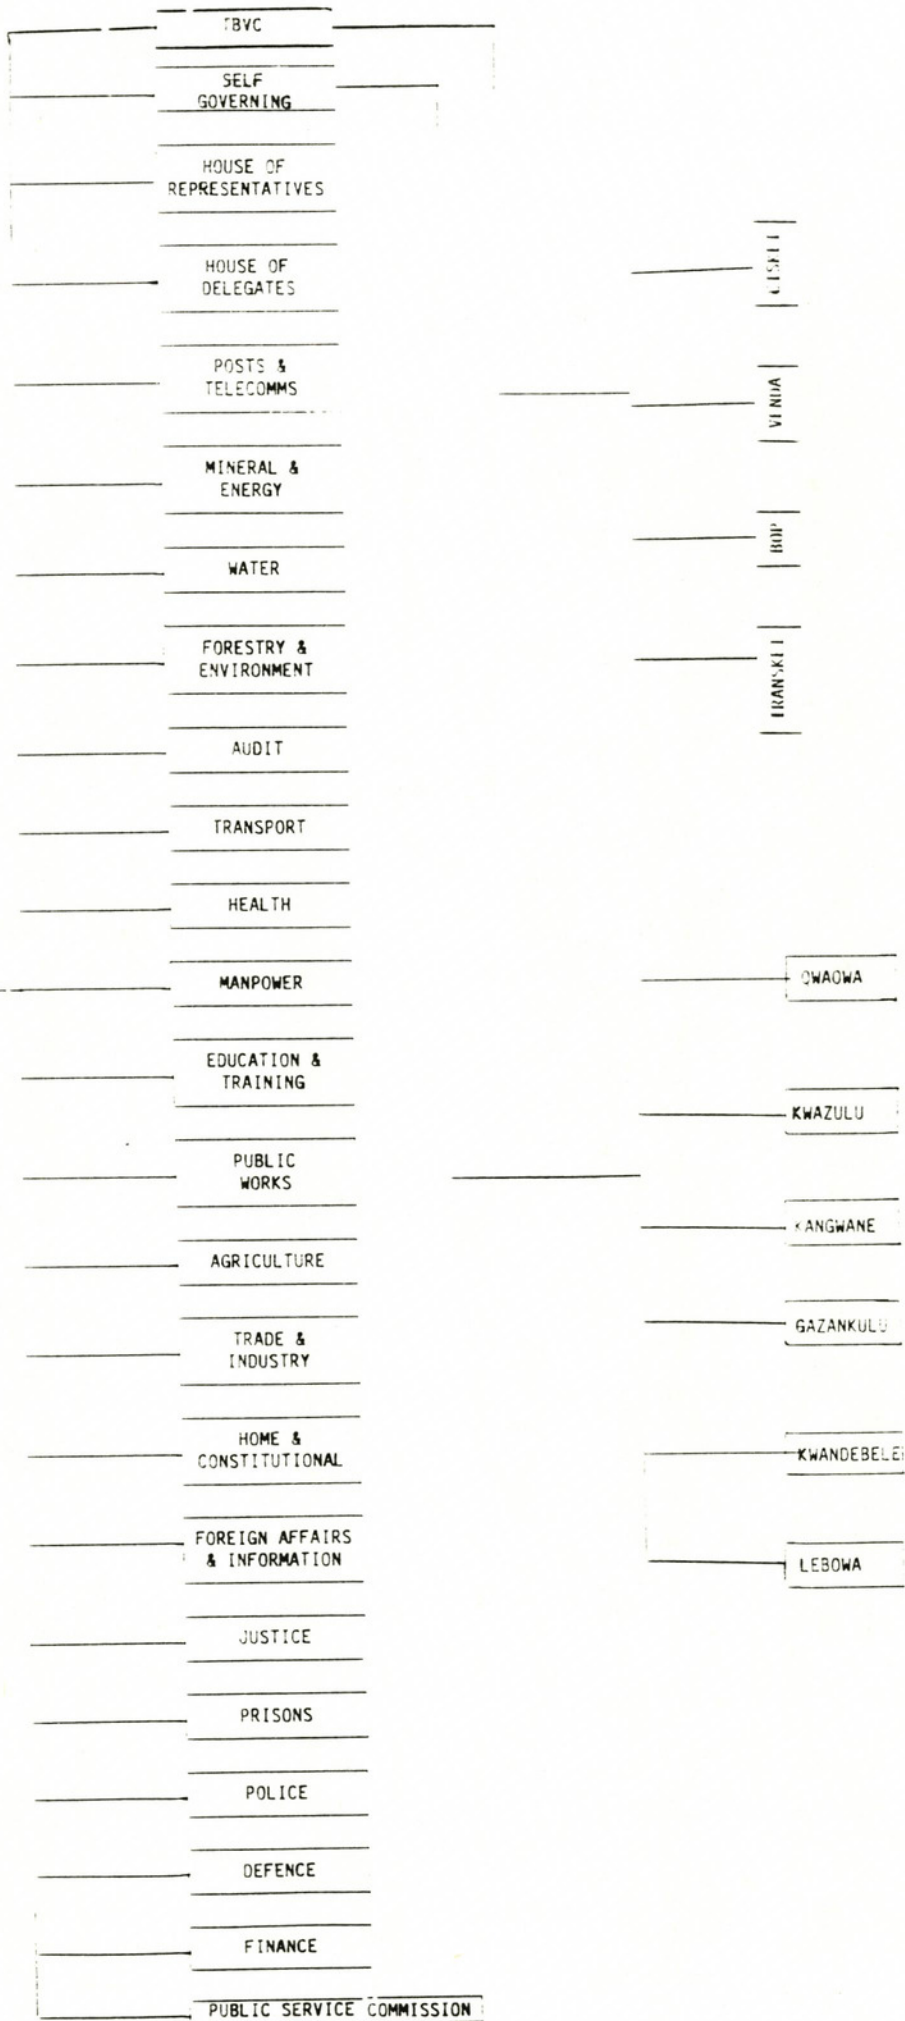 TBVC
SELF
GOVERNING
HOUSE OF
REPRESENTATIVES
HOUSE OF
DELEGATES
POSTS &
TELECOMMS
MINERAL &
ENERGY
WATER
FORESTRY &
ENVIRONMENT
AUDIT
TRANSPORT
HEALTH
MANPOWER
EDUCATION &
TRAINING
PUBLIC
WORKS
AGRICULTURE
TRADE &
INDUSTRY
HOME &
CONSTITUTIONAL
FOREIGN AFFAIRS
& INFORMATION
JUSTICE
PRISONS
POLICE
DEFENCE
FINANCE
PUBLIC SERVICE COMMISSION
CISKEI
VENDA
BOP
TRANSKEI
QWAQWA
KWAZULU
KANGWANE
GAZANKULU
KWANDEBELE
LEBOWA